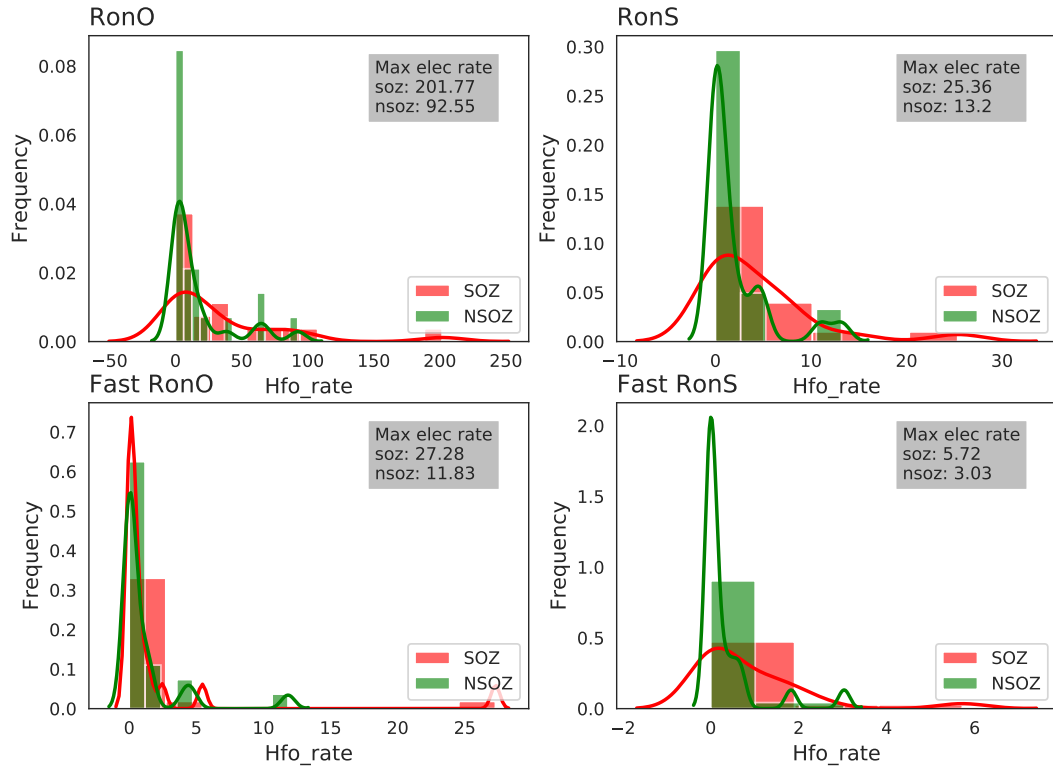 RonO
Frequency
0.08
0.06
0.04
0.02
0.00
Max elec rate
soz: 201.77
nsoz: 92.55
SOZ
NSOZ
−50 0 50 100 150 200 250
Hfo_rate
RonS
Frequency
0.30
0.25
0.20
0.15
0.10
0.05
0.00
Max elec rate
soz: 25.36
nsoz: 13.2
SOZ
NSOZ
−10 0 10 20 30
Hfo_rate
Fast RonO
Frequency
0.7
0.6
0.5
0.4
0.3
0.2
0.1
0.0
Max elec rate
soz: 27.28
nsoz: 11.83
SOZ
NSOZ
0 5 10 15 20 25
Hfo_rate
Fast RonS
Frequency
2.0
1.5
1.0
0.5
0.0
Max elec rate
soz: 5.72
nsoz: 3.03
SOZ
NSOZ
−2 0 2 4 6
Hfo_rate